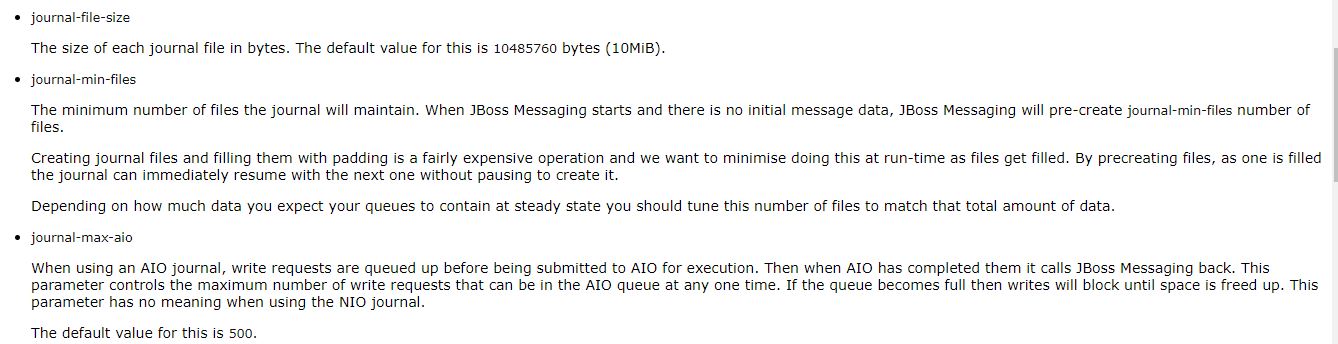 journal-file-size
The size of each journal file in bytes. The default value for this is 10485760 bytes (10MiB).
journal-min-files
The minimum number of files the journal will maintain. When JBoss Messaging starts and there is no initial message data, JBoss Messaging will pre-create journal-min-files number of
files.
Creating journal files and filling them with padding is a fairly expensive operation and we want to minimise doing this at run-time as files get filled. By precreating files, as one is filled
the journal can immediately resume with the next one without pausing to create it.
Depending on how much data you expect your queues to contain at steady state you should tune this number of files to match that total amount of data.
journal-max-aio
When using an AIO journal, write requests are queued up before being submitted to AIO for execution. Then when AIO has completed them it calls JBoss Messaging back. This
parameter controls the maximum number of write requests that can be in the AIO queue at any one time. If the queue becomes full then writes will block until space is freed up. This
parameter has no meaning when using the NIO journal.
The default value for this is 500.